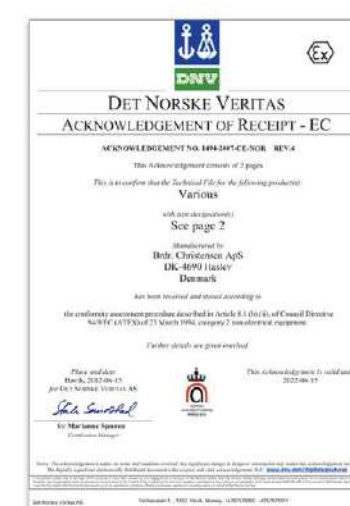 DNV
Ex
DET NORSKE VERITAS
ACKNOWLEDGEMENT OF RECEIPT - EC
ACKNOWLEDGEMENT NO. 1494-2007-CE-NOR REV.4
This Acknowledgement consists of 2 pages
This is to confirm that the Technical File for the following product(s)
Various
with type designation(s)
See page 2
Manufactured by
Brdr. Christensen ApS
DK-4690 Haslev
Denmark
has been received and stored according to
the conformity assessment procedure described in Article 8.1 (b) (ii), of Council Directive
94/9/EC (ATEX) of 23 March 1994, category 2 non-electrical equipment.
Further details are given overleaf
Place and date
Høvik, 2012-06-15
for DET NORSKE VERITAS AS
This Acknowledgement is valid until
2022-06-15
for Marianne Spæren
Certification Manager